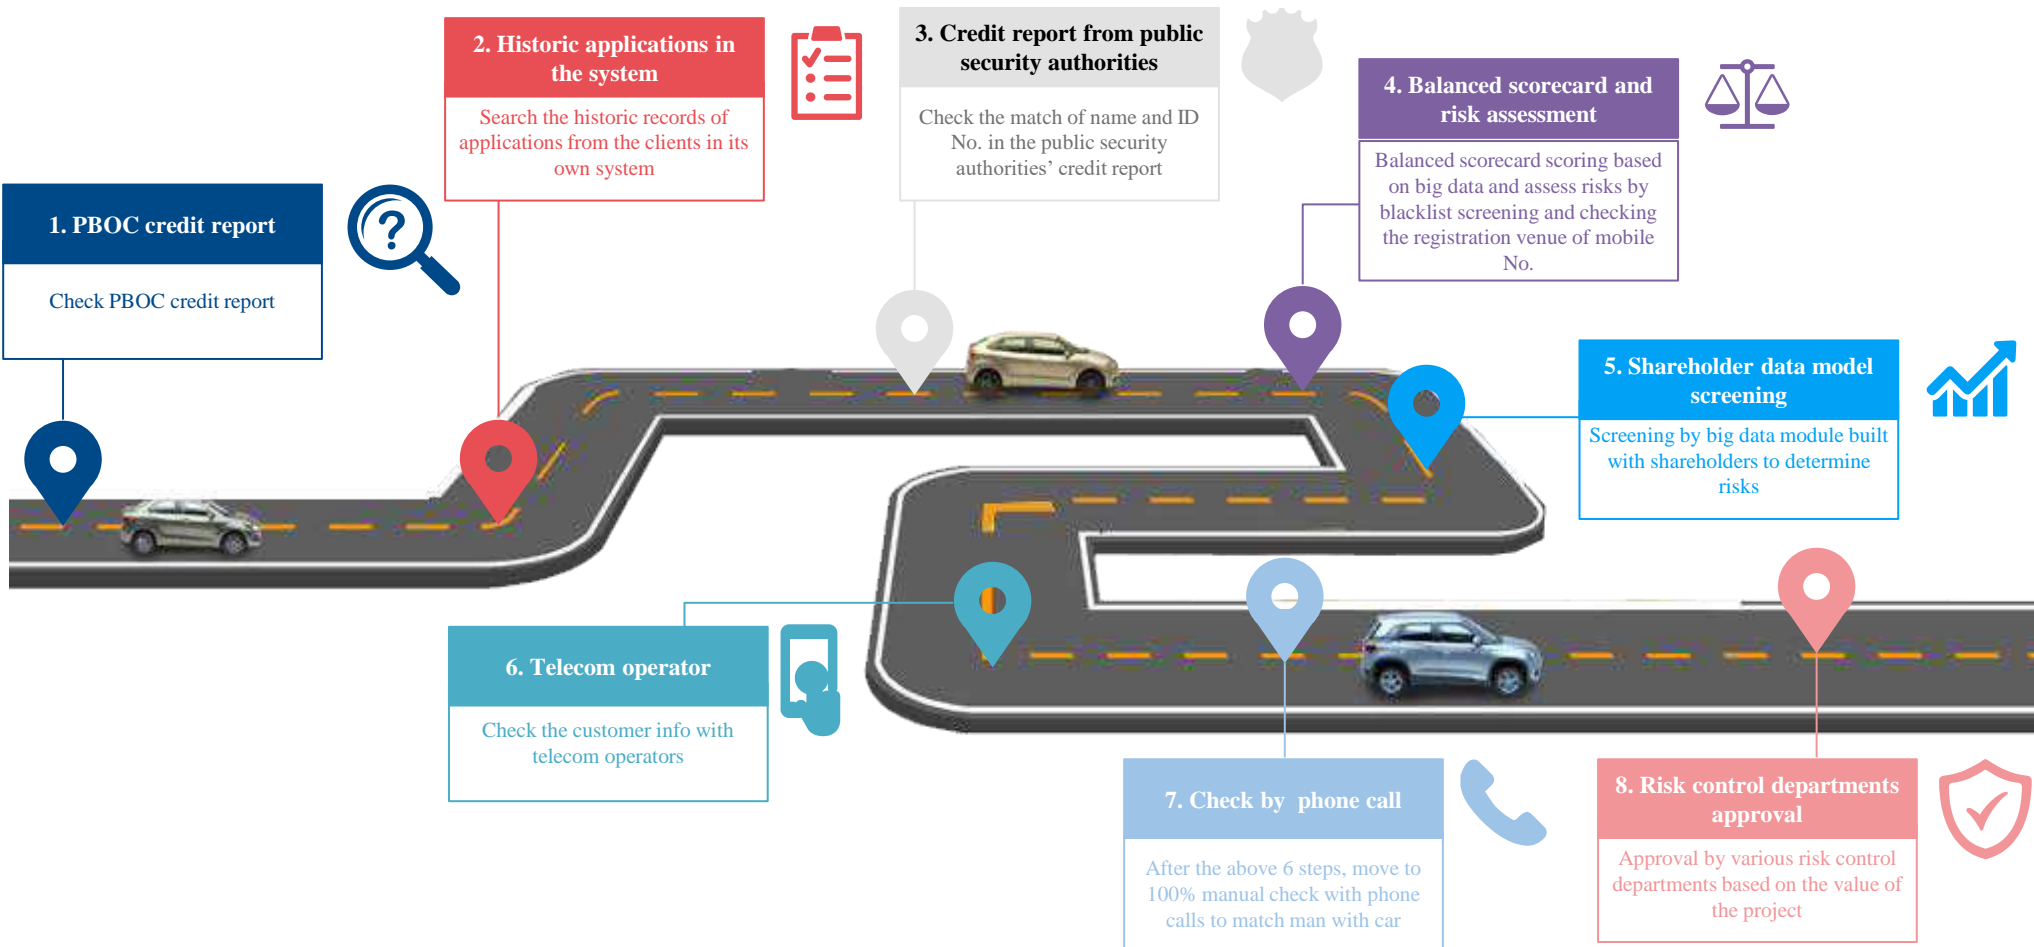 1. PBOC credit report
Check PBOC credit report
2. Historic applications in
the system
Search the historic records of
applications from the clients in its
own system
3. Credit report from public
security authorities
Check the match of name and ID
No. in the public security
authorities’ credit report
4. Balanced scorecard and
risk assessment
Balanced scorecard scoring based
on big data and assess risks by
blacklist screening and checking
the registration venue of mobile
No.
5. Shareholder data model
screening
Screening by big data module built
with shareholders to determine
risks
6. Telecom operator
Check the customer info with
telecom operators
7. Check by  phone call
After the above 6 steps, move to
100% manual check with phone
calls to match man with car
8. Risk control departments
approval
Approval by various risk control
departments based on the value of
the project